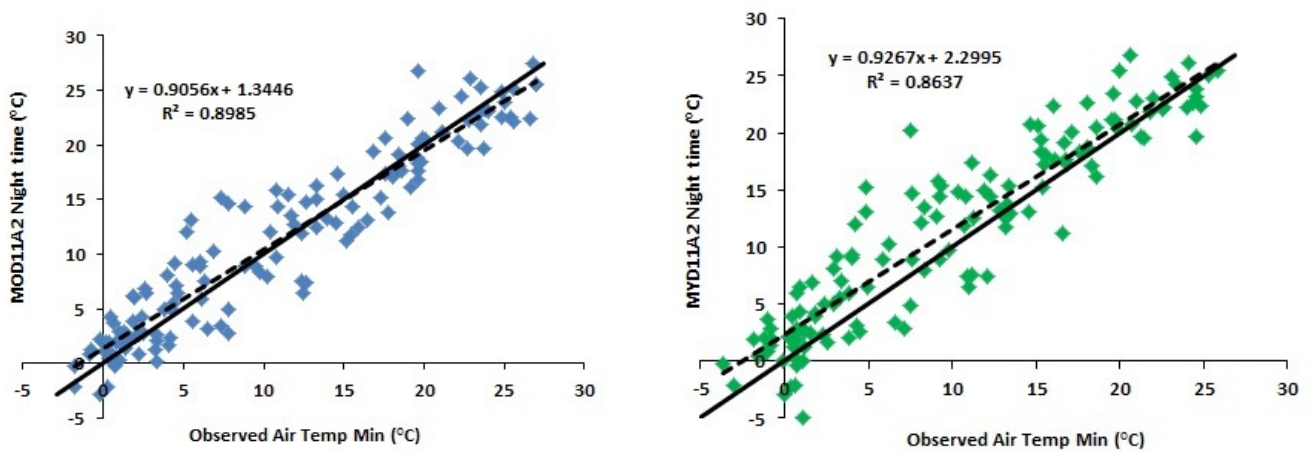 MOD11A2 Night time (°C)
30
25
20
15
10
5
0
-5
-5 0 5 10 15 20 25 30
y = 0.9056x + 1.3446
R² = 0.8985
Observed Air Temp Min (°C)
MYD11A2 Night time (°C)
30
25
20
15
10
5
0
-5
-5 0 5 10 15 20 25 30
y = 0.9267x + 2.2995
R² = 0.8637
Observed Air Temp Min (°C)